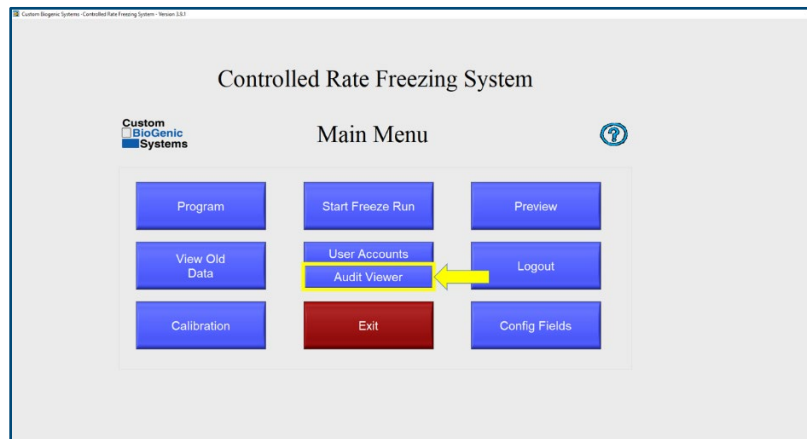 Custom Biogenic Systems -Controlled Rate Freezing System - Version 3.8.1
Controlled Rate Freezing System
Custom
BioGenic
Systems
Main Menu
?
Program
Start Freeze Run
Preview
View Old
Data
User Accounts
Audit Viewer
Logout
Calibration
Exit
Config Fields